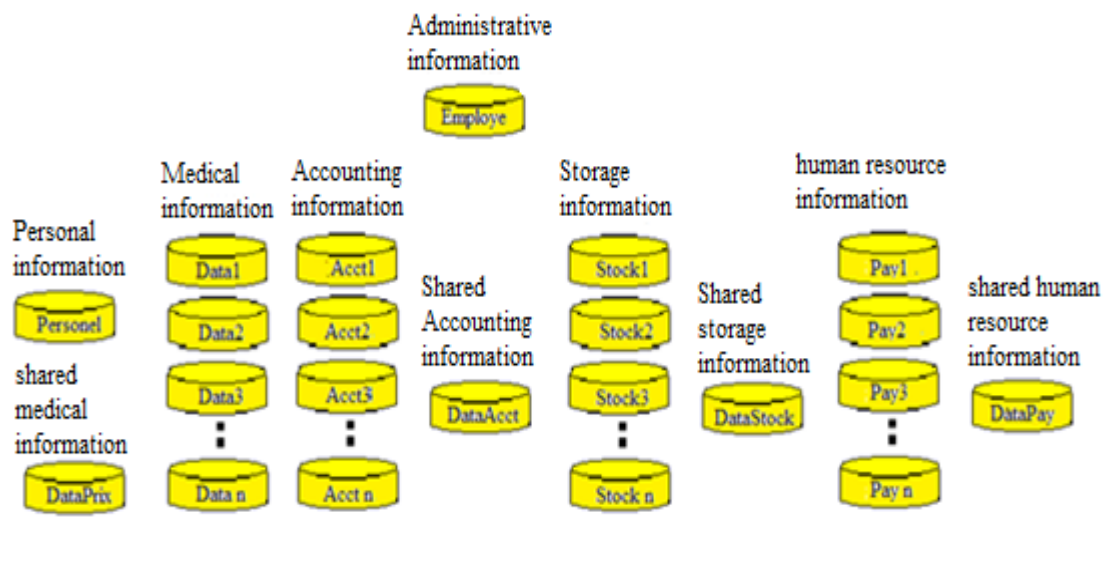 Administrative
information
Employe
Medical
information
Accounting
information
Storage
information
human resource
information
Personal
information
Personel
shared
medical
information
DataPrix
Data1
Data2
Data3
Data n
Acct1
Acct2
Acct3
Acct n
Shared
Accounting
information
DataAcct
Stock1
Stock2
Stock3
Stock n
Shared
storage
information
DataStock
Pay1
Pay2
Pay3
Pay n
shared human
resource
information
DataPay